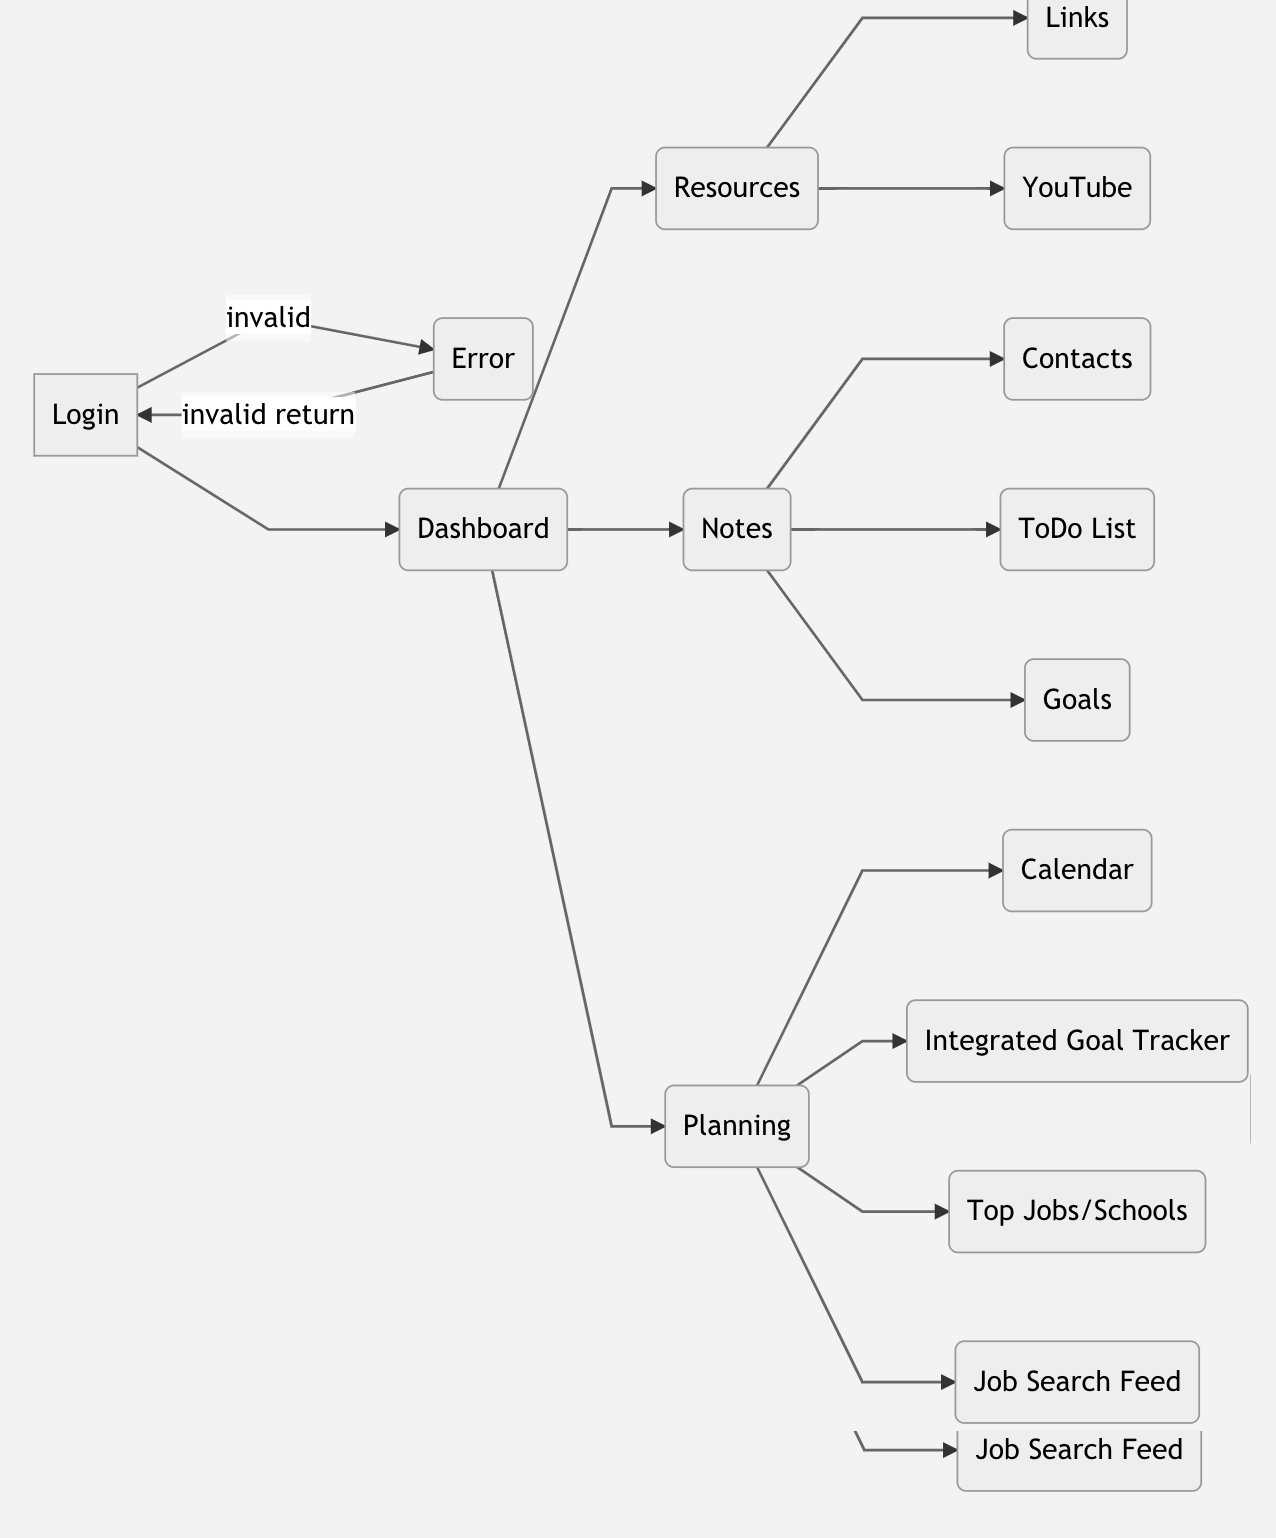 Links
Resources
YouTube
invalid
Error
Contacts
Login
invalid return
Dashboard
Notes
ToDo List
Goals
Calendar
Integrated Goal Tracker
Planning
Top Jobs/Schools
Job Search Feed
Job Search Feed